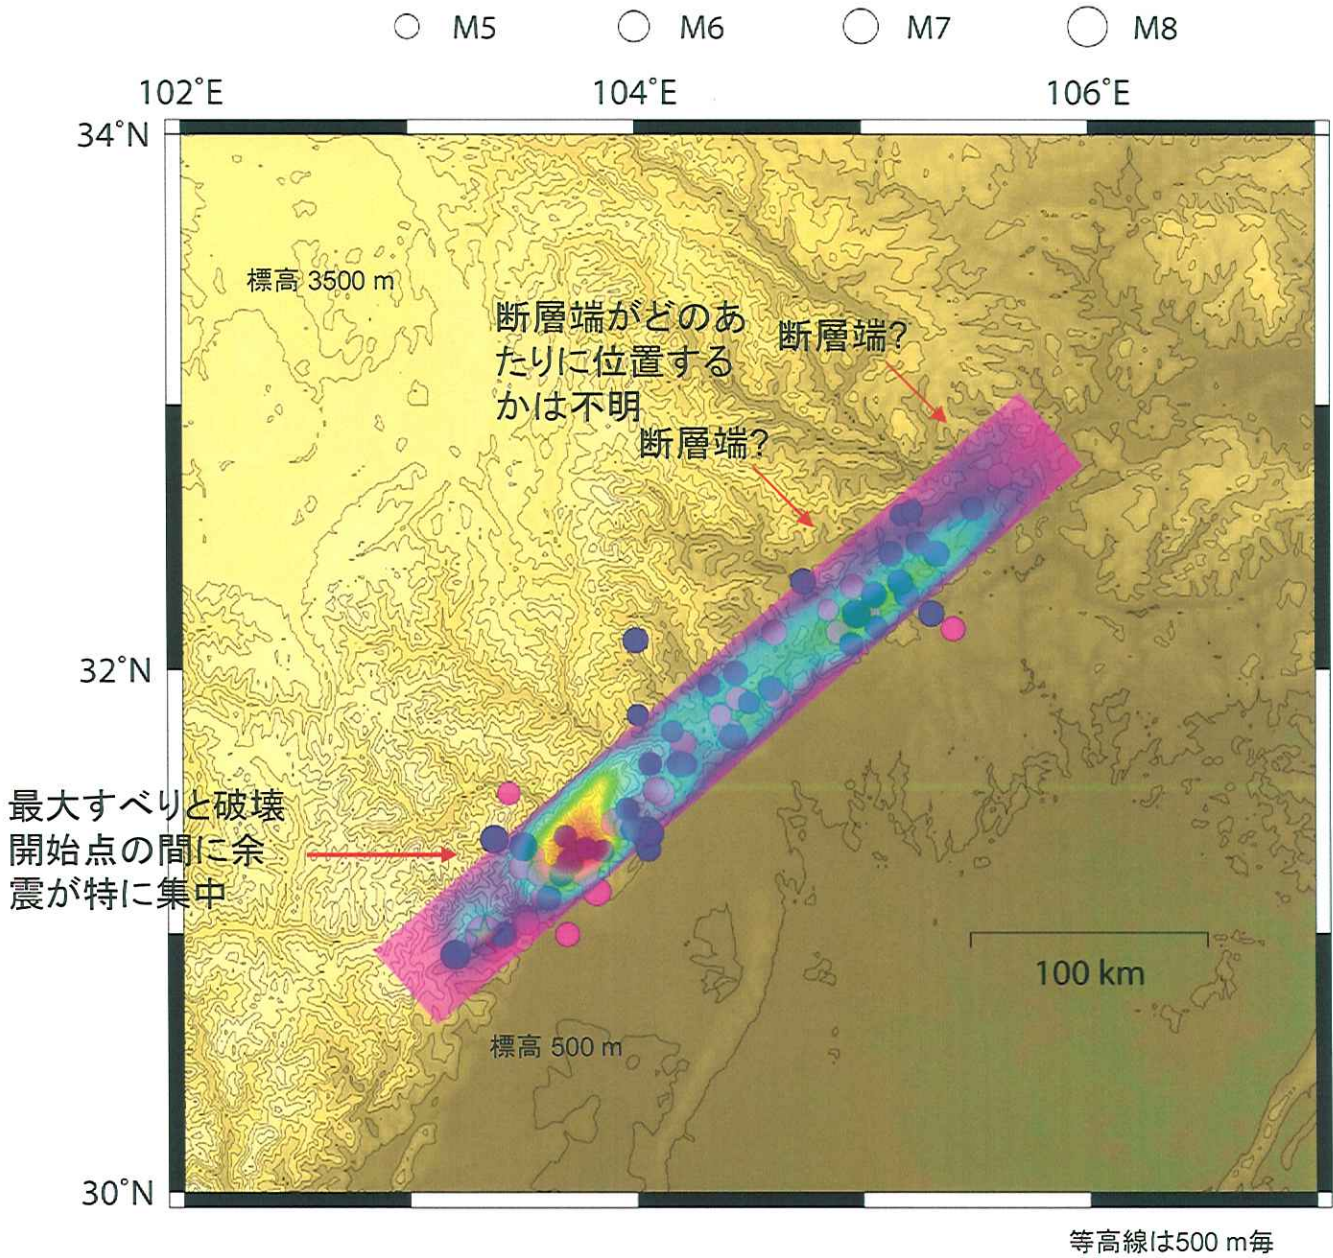 M5 M6 M7 M8
102°E 104°E 106°E
34°N
標高 3500 m
断層端がどのあ
たりに位置する
かは不明
断層端?
断層端?
32°N
最大すべりと破壊
開始点の間に余
震が特に集中
100 km
標高 500 m
30°N
等高線は500 m毎